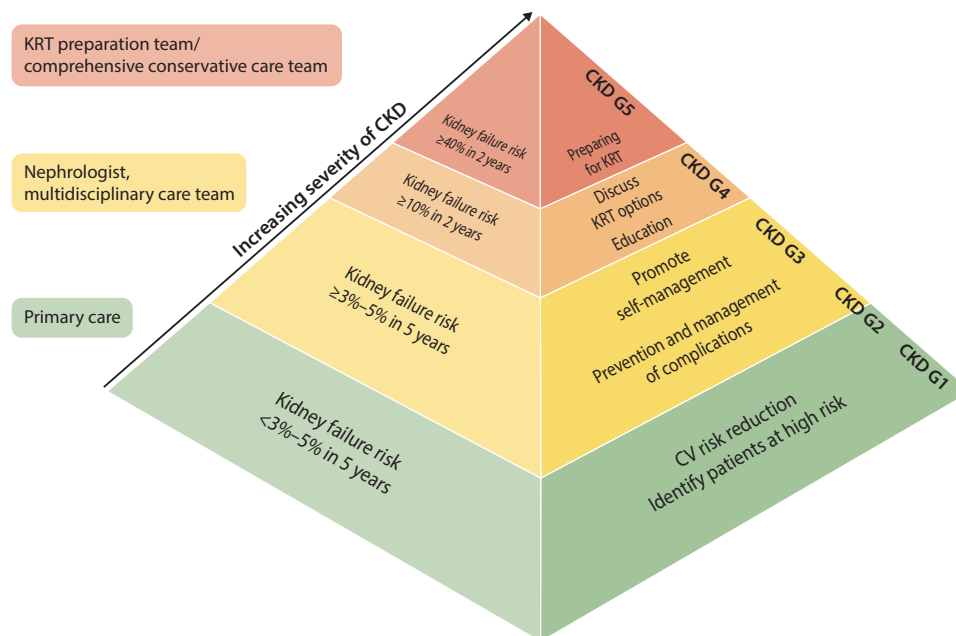 KRT preparation team/
comprehensive conservative care team
Nephrologist,
multidisciplinary care team
Primary care
Increasing severity of CKD
Kidney failure risk
≥40% in 2 years
Kidney failure risk
≥10% in 2 years
Kidney failure risk
≥3%–5% in 5 years
Kidney failure risk
<3%–5% in 5 years
CKD G5
Preparing
for KRT
CKD G4
Discuss
KRT options
Education
CKD G3
Promote
self-management
Prevention and management
of complications
CKD G2
CKD G1
CV risk reduction
Identify patients at high risk